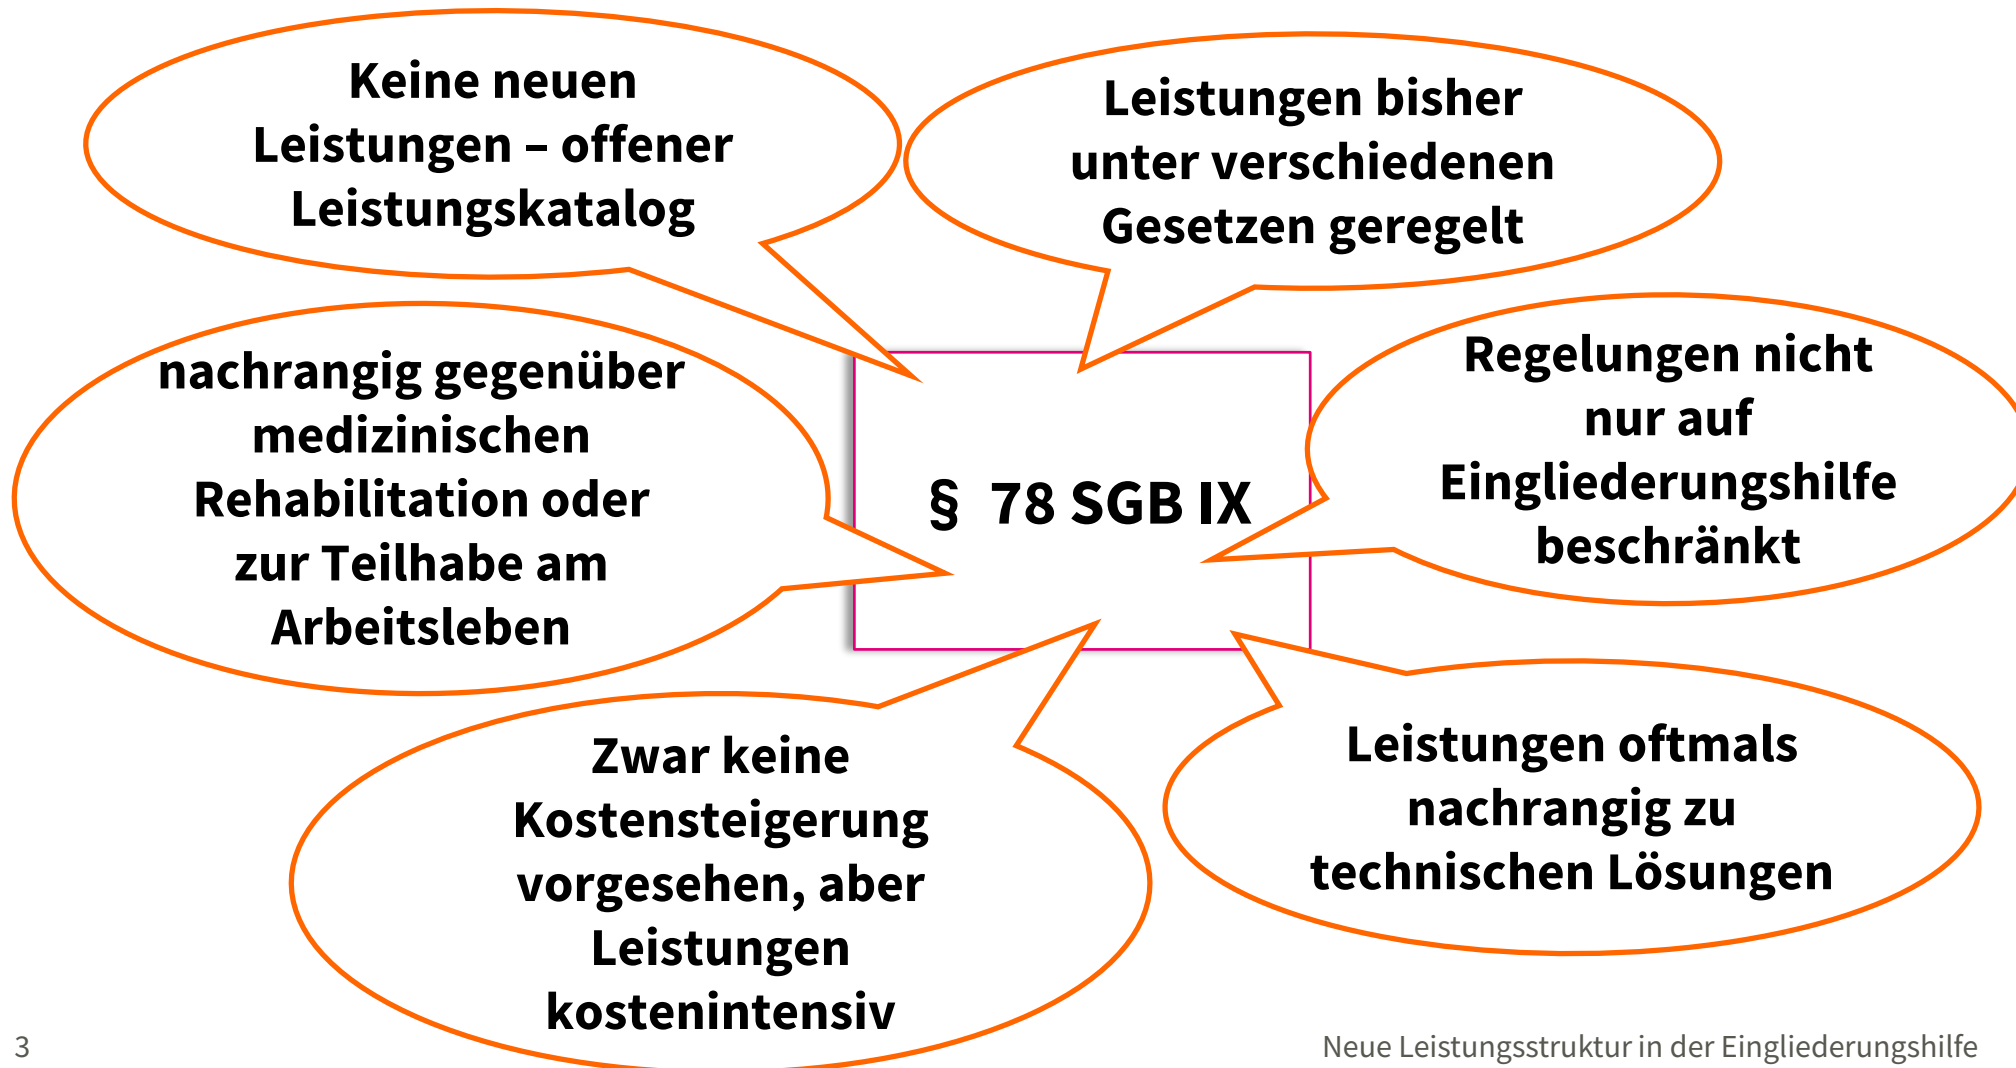 Keine neuen
Leistungen – offener
Leistungskatalog
Leistungen bisher
unter verschiedenen
Gesetzen geregelt
nachrangig gegenüber
medizinischen
Rehabilitation oder
zur Teilhabe am
Arbeitsleben
§ 78 SGB IX
Regelungen nicht
nur auf
Eingliederungshilfe
beschränkt
Zwar keine
Kostensteigerung
vorgesehen, aber
Leistungen
kostenintensiv
Leistungen oftmals
nachrangig zu
technischen Lösungen
3
Neue Leistungsstruktur in der Eingliederungshilfe